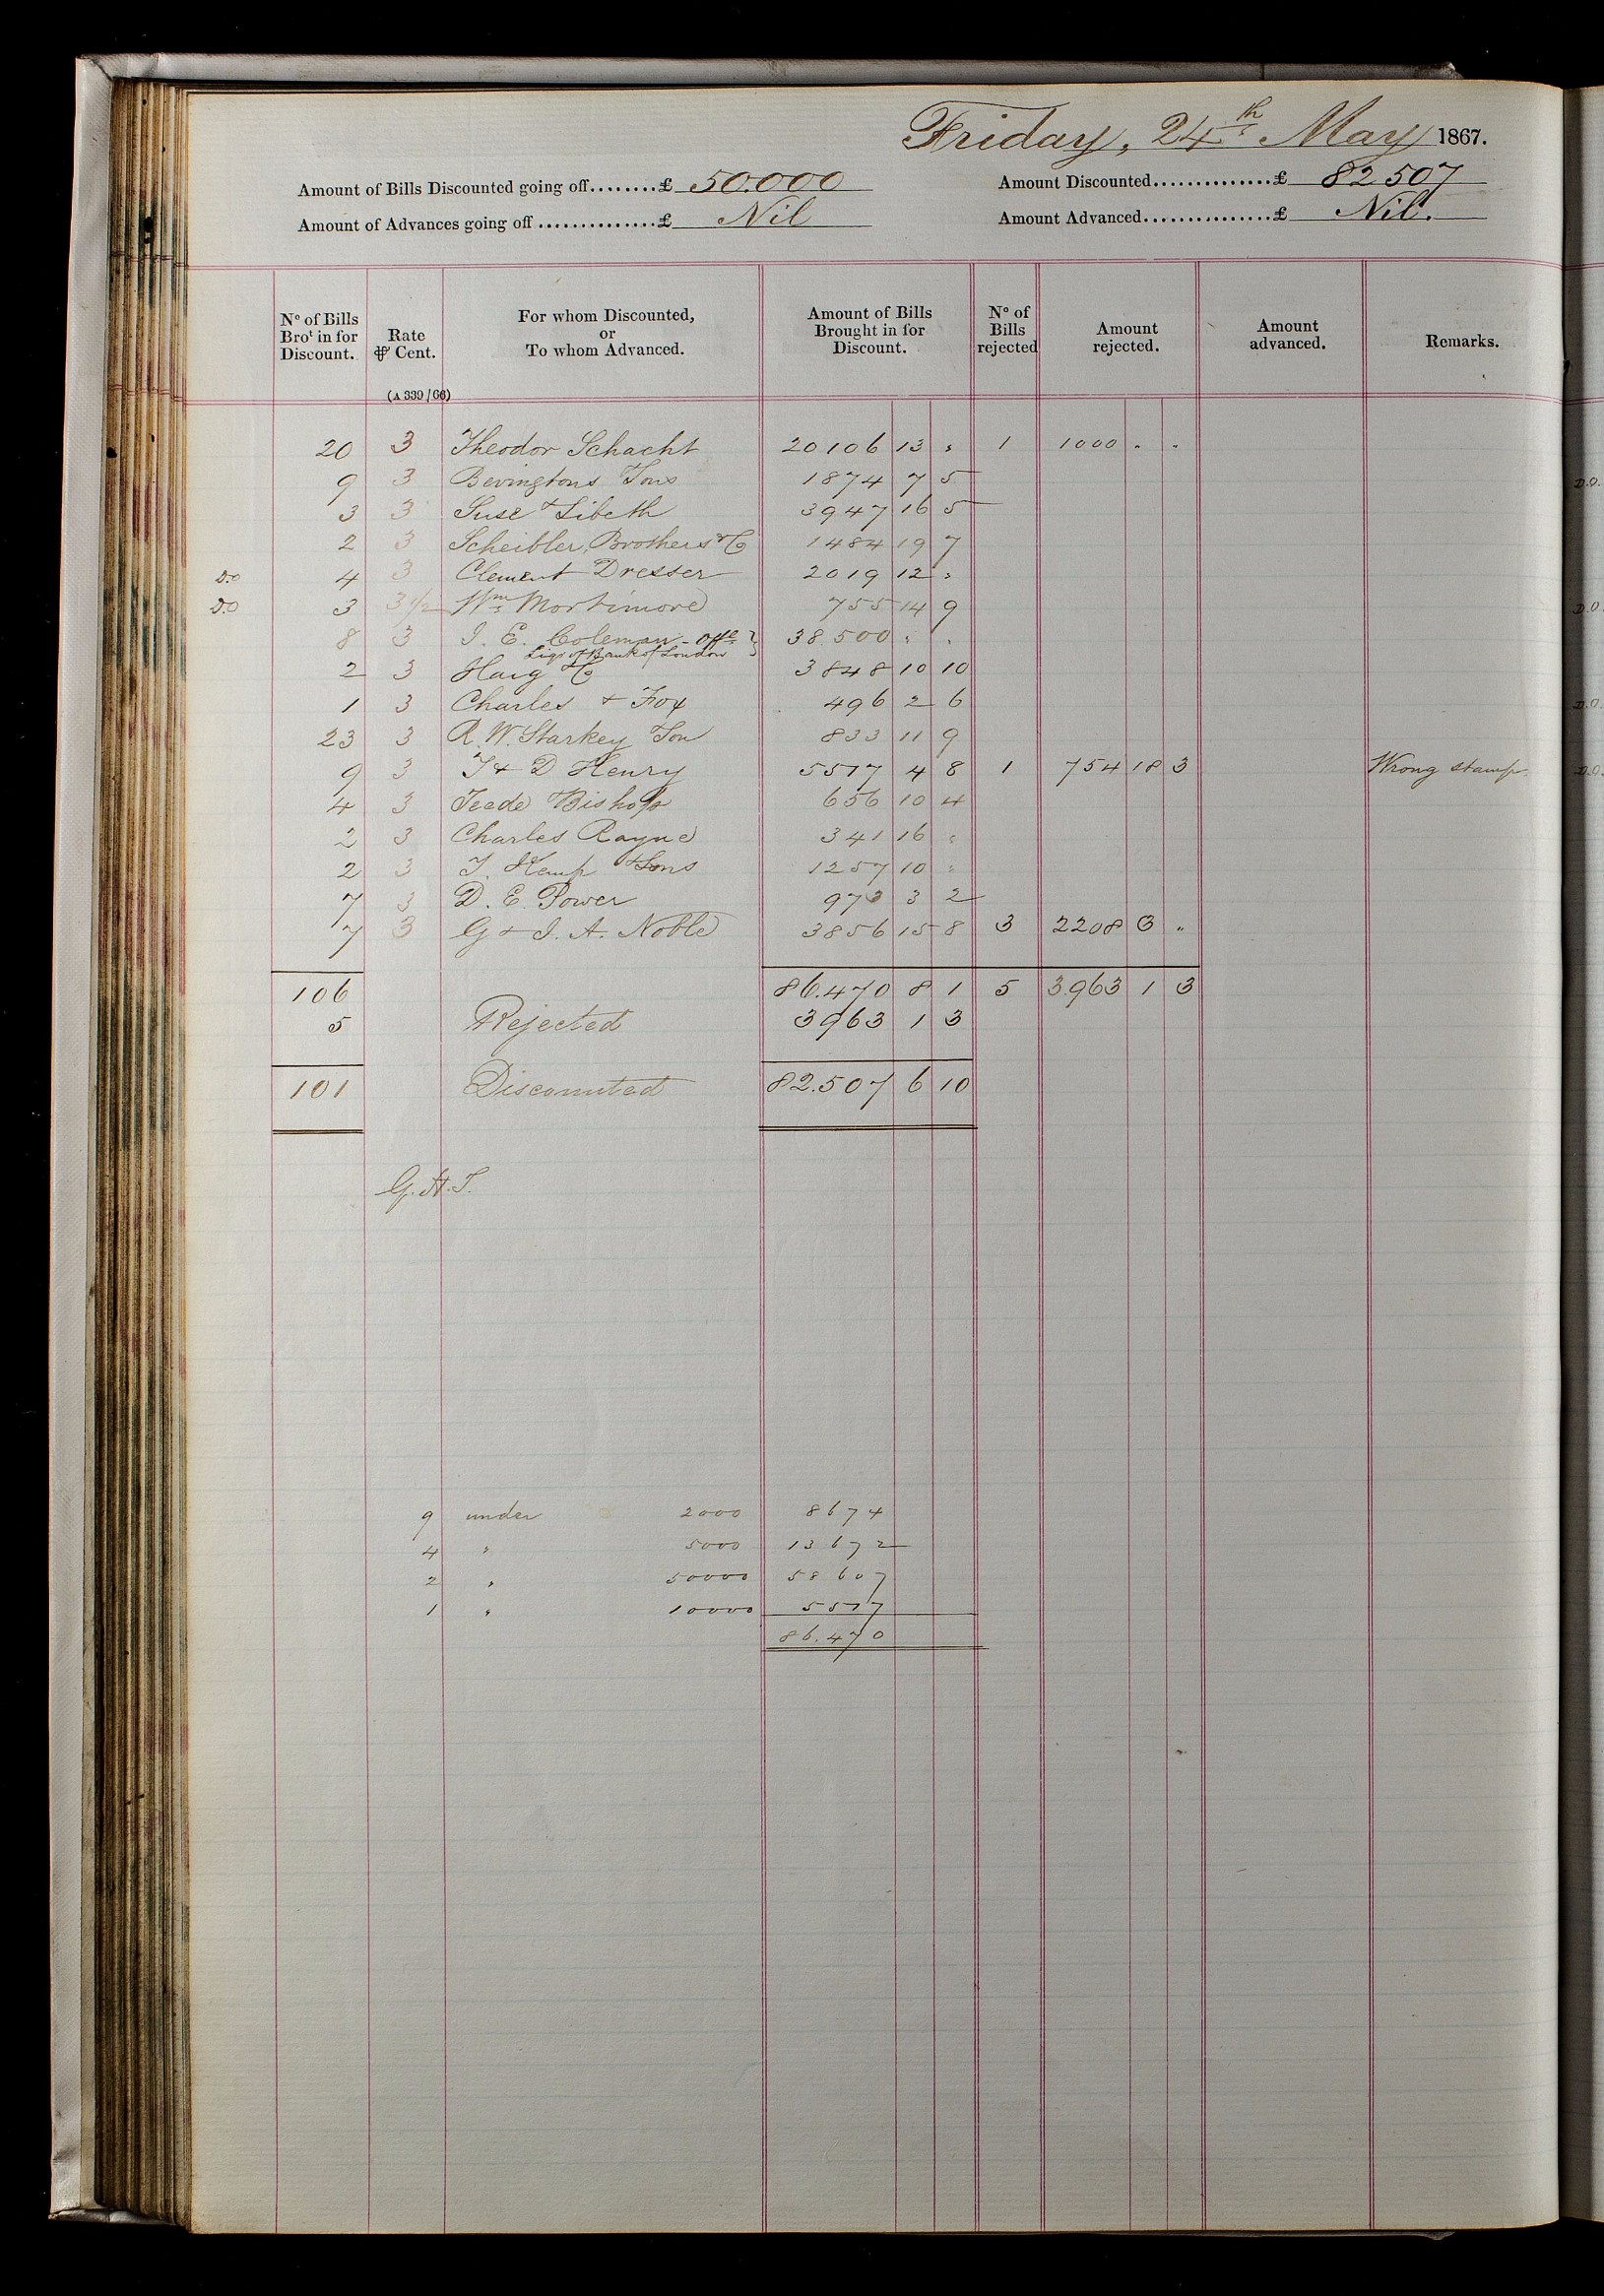 Friday, 24th May 1867.
Amount of Bills Discounted going off........£ 50.000
Amount Discounted..............£ 82507
Amount of Advances going off ..............£ Nil
Amount Advanced...............£ Nil.
No of Bills Brot in for Discount. | Rate ⅌ Cent. | For whom Discounted, or To whom Advanced. | Amount of Bills Brought in for Discount. | No of Bills rejected | Amount rejected. | Amount advanced. | Remarks.
(A 339/66)
20 3 Theodor Schacht 20106 13 " 1 1000 " "
9 3 Bevingtons & Sons 1874 7 5
3 3 Suse & Sibeth 3947 16 5
2 3 Scheibler, Brothers & Co 1484 19 7
D.O 4 3 Clement Dresser 2019 12 "
D.O 3 3 1/2 Wm Mortimore 755 14 9
8 3 J. E. Coleman - Offl 38.500 " "
Liqr of Bank of London
2 3 Haig & Co 3848 10 10
1 3 Charles & Fox 496 2 6
23 3 R. W. Starkey & Son 833 11 9
9 3 J & D Henry 5517 4 8 1 754 18 3 Wrong stamp
4 3 Teede & Bishop 656 10 4
2 3 Charles Rayne 341 16 "
2 3 T. Kemp & Sons 1257 10 "
7 3 D. E. Power 973 3 2
7 3 G & J. A. Noble 3856 15 8 3 2208 3 "
106 86.470 8 1 5 3.963 1 3
5 Rejected 3963 1 3
101 Discounted 82.507 6 10
9 under 2000 8674
4 " 5000 13672
2 " 50000 58607
1 " 10000 5517
86.470